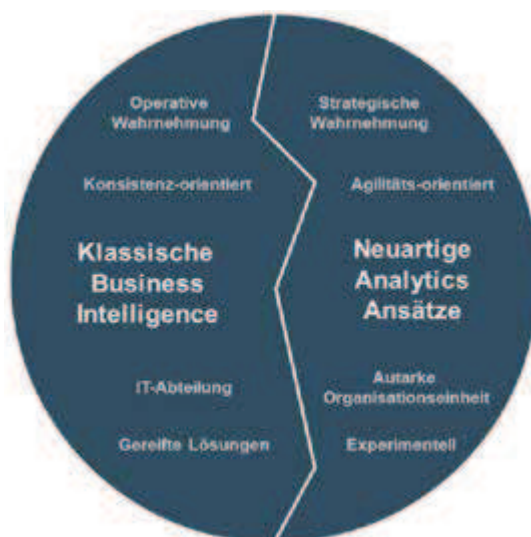 Operative
Wahrnehmung
Konsistenz-orientiert
Klassische
Business
Intelligence
IT-Abteilung
Gereifte Lösungen
Strategische
Wahrnehmung
Agilitäts-orientiert
Neuartige
Analytics
Ansätze
Autarke
Organisationseinheit
Experimentell